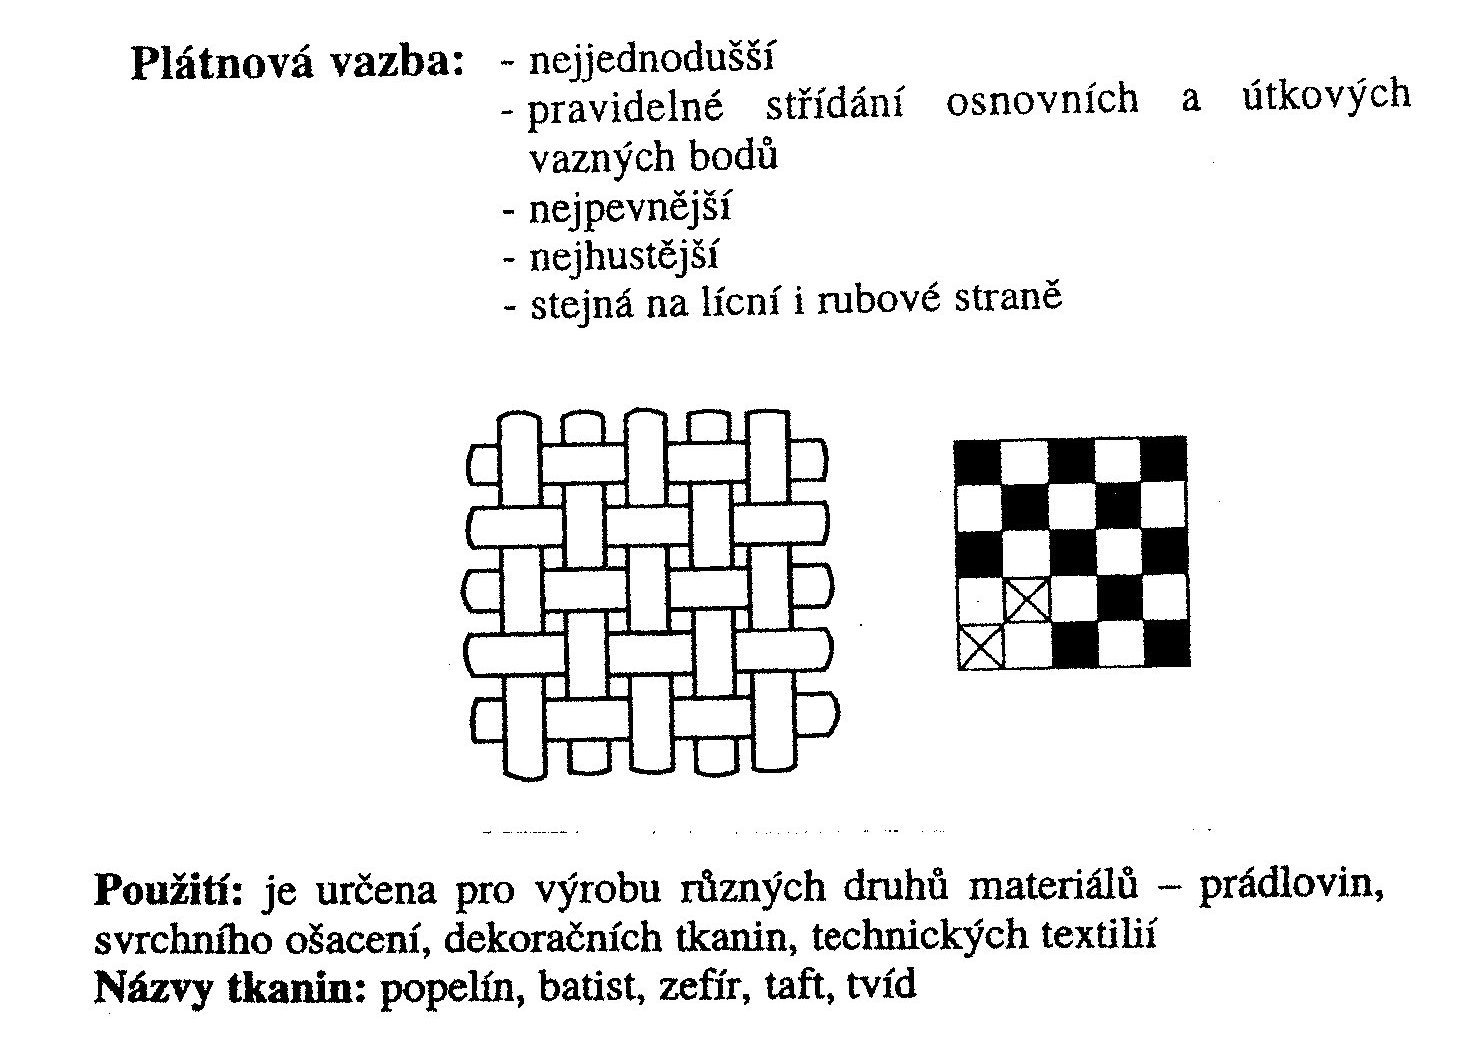 Plátnová vazba: - nejjednodušší
- pravidelné střídání osnovních a útkových
vazných bodů
- nejpevnější
- nejhustější
- stejná na lícní i rubové straně
Použití: je určena pro výrobu různých druhů materiálů – prádlovin,
svrchního ošacení, dekoračních tkanin, technických textilií
Názvy tkanin: popelín, batist, zefír, taft, tvíd